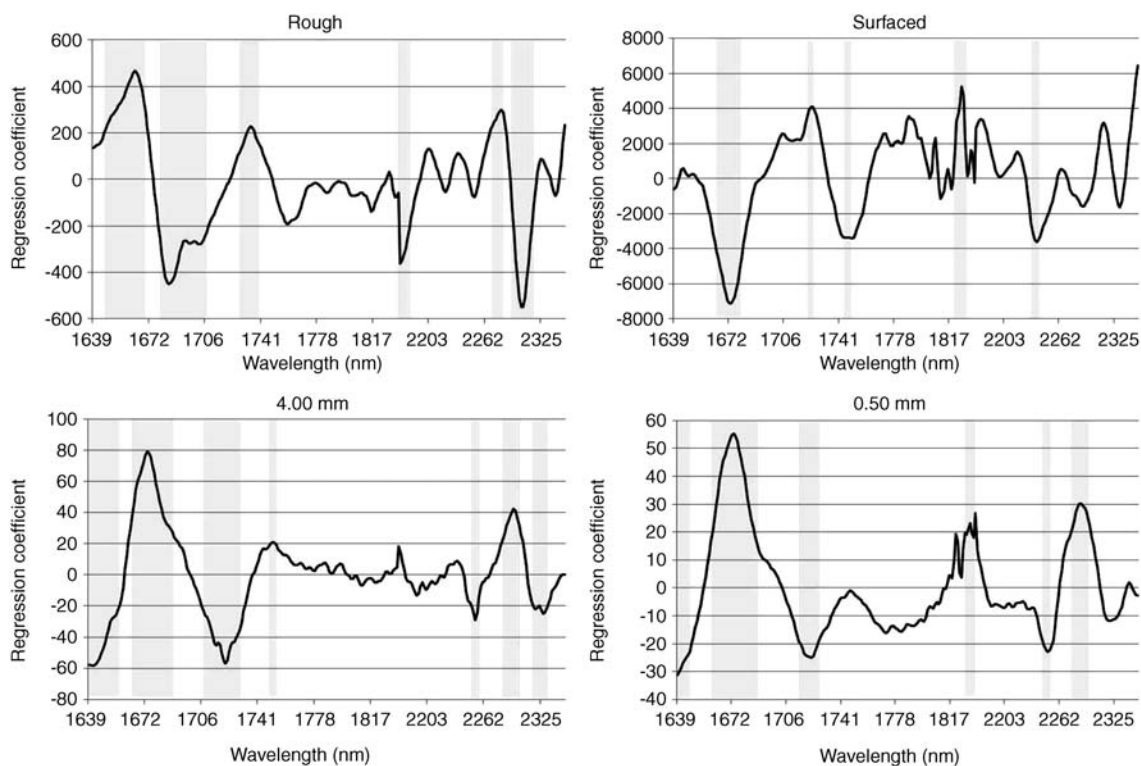 Rough
600
400
200
0
-200
-400
-600
Regression coefficient
1639 1672 1706 1741 1778 1817 2203 2262 2325
Wavelength (nm)
Surfaced
8000
6000
4000
2000
0
-2000
-4000
-6000
-8000
Regression coefficient
1639 1672 1706 1741 1778 1817 2203 2262 2325
Wavelength (nm)
4.00 mm
100
80
60
40
20
0
-20
-40
-60
-80
Regression coefficient
1639 1672 1706 1741 1778 1817 2203 2262 2325
Wavelength (nm)
0.50 mm
60
50
40
30
20
10
0
-10
-20
-30
-40
Regression coefficient
1639 1672 1706 1741 1778 1817 2203 2262 2325
Wavelength (nm)